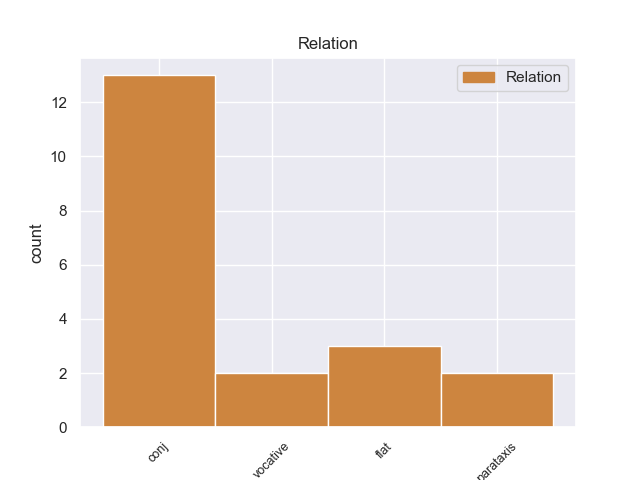 Relation
Relation
count
12
10
8
6
4
2
0
conj
vocative
flat
parataxis